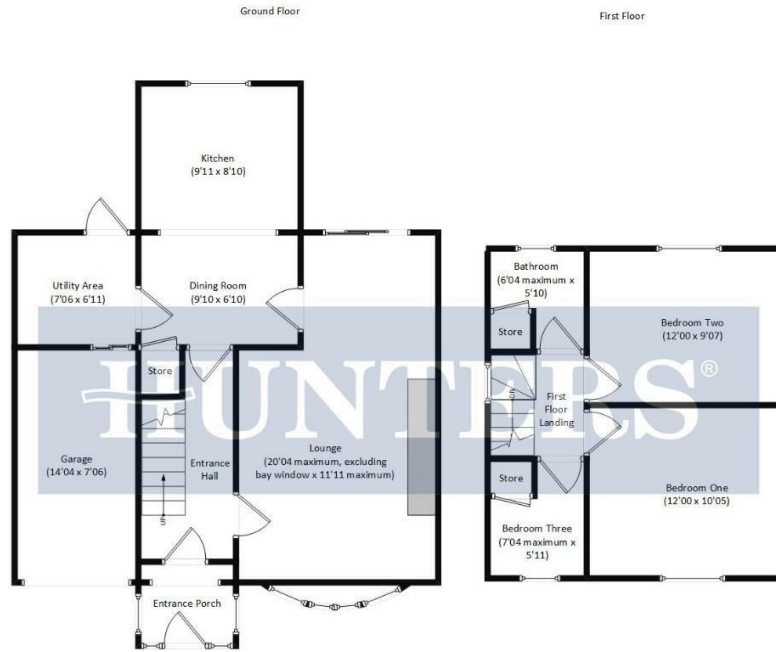 Ground Floor
First Floor
Kitchen
(9'11 x 8'10)
Utility Area
(7'06 x 6'11)
Dining Room
(9'10 x 6'10)
Bathroom
(6'04 maximum x
5'10)
Store
Bedroom Two
(12'00 x 9'07)
Store
HUNTERS®
First
Floor
Landing
Garage
(14'04 x 7'06)
Entrance
Hall
Lounge
(20'04 maximum, excluding
bay window x 11'11 maximum)
Store
Bedroom One
(12'00 x 10'05)
Bedroom Three
(7'04 maximum x
5'11)
Entrance Porch